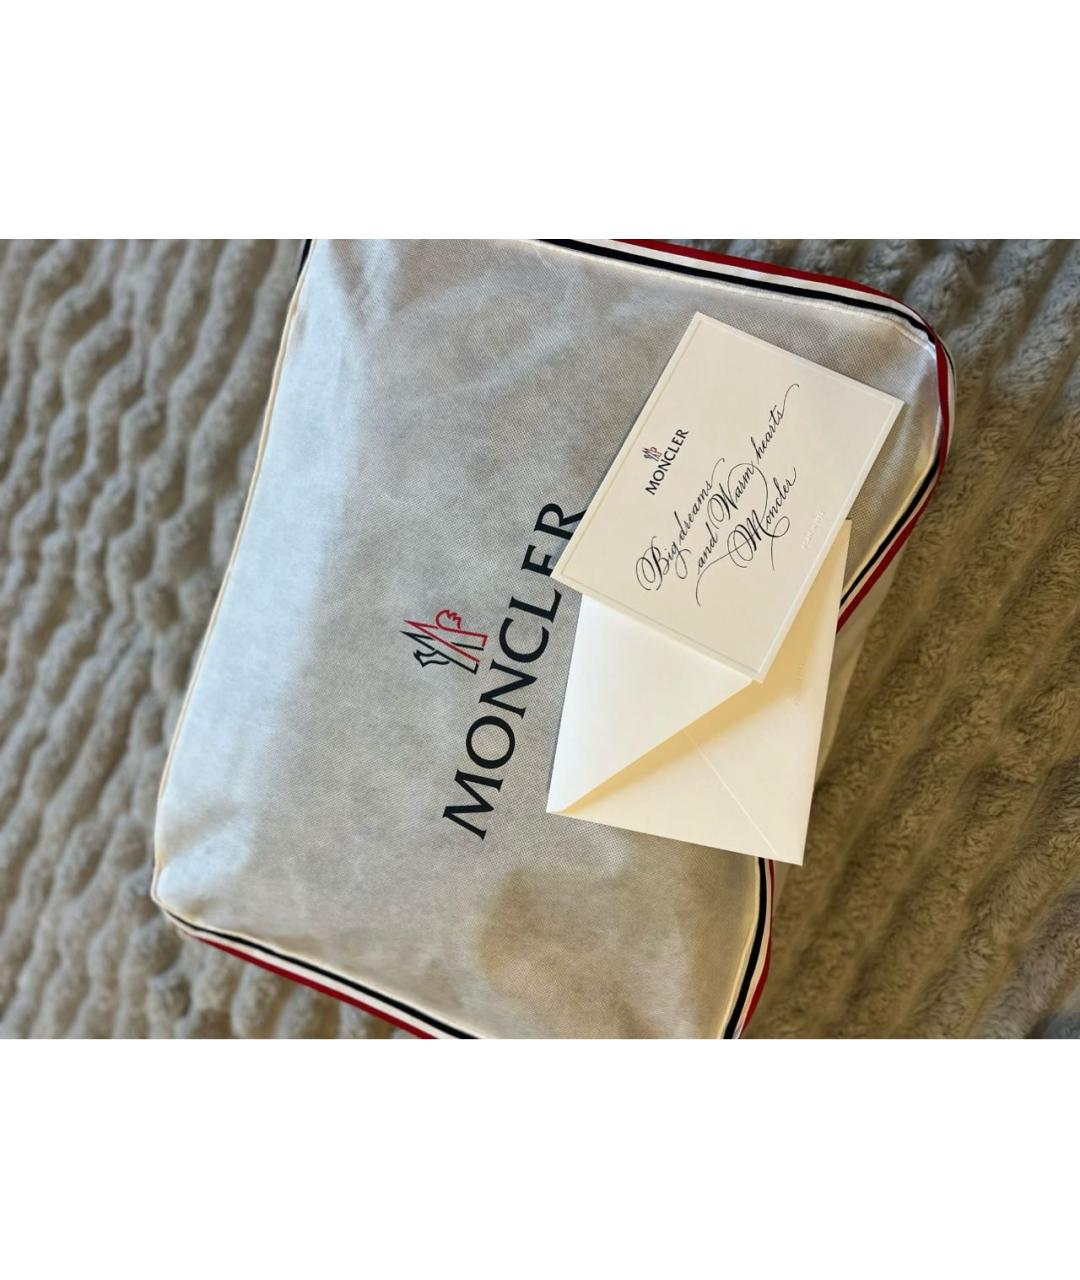 MONCLER
MONCLER
Big dreams
and Warm hearts
Moncler